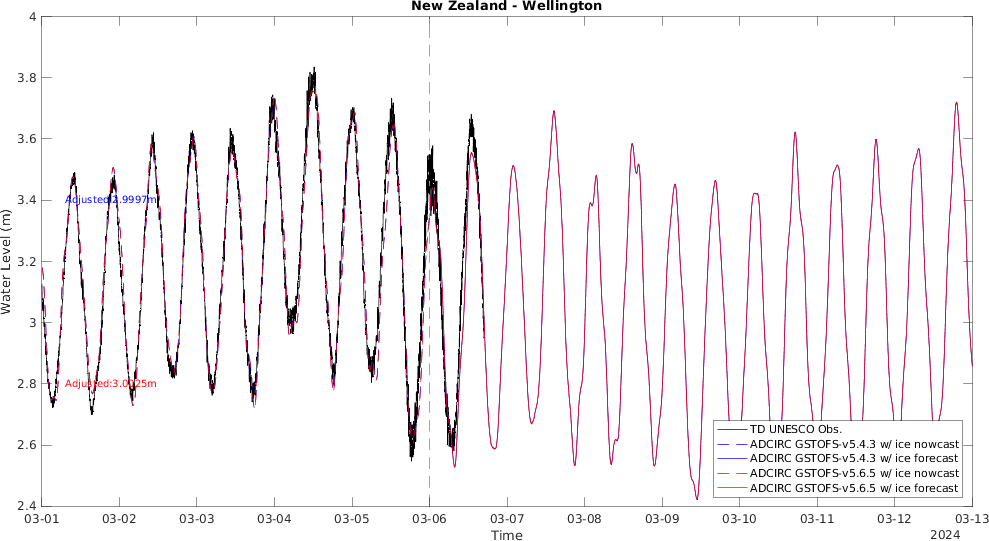 New Zealand - Wellington
4
3.8
3.6
3.4
3.2
3
2.8
2.6
2.4
Water Level (m)
Adjusted:2.9997m
Adjusted:3.0025m
TD UNESCO Obs.
ADCIRC GSTOFS-v5.4.3 w/ ice nowcast
ADCIRC GSTOFS-v5.4.3 w/ ice forecast
ADCIRC GSTOFS-v5.6.5 w/ ice nowcast
ADCIRC GSTOFS-v5.6.5 w/ ice forecast
03-01 03-02 03-03 03-04 03-05 03-06 03-07 03-08 03-09 03-10 03-11 03-12 03-13
Time
2024